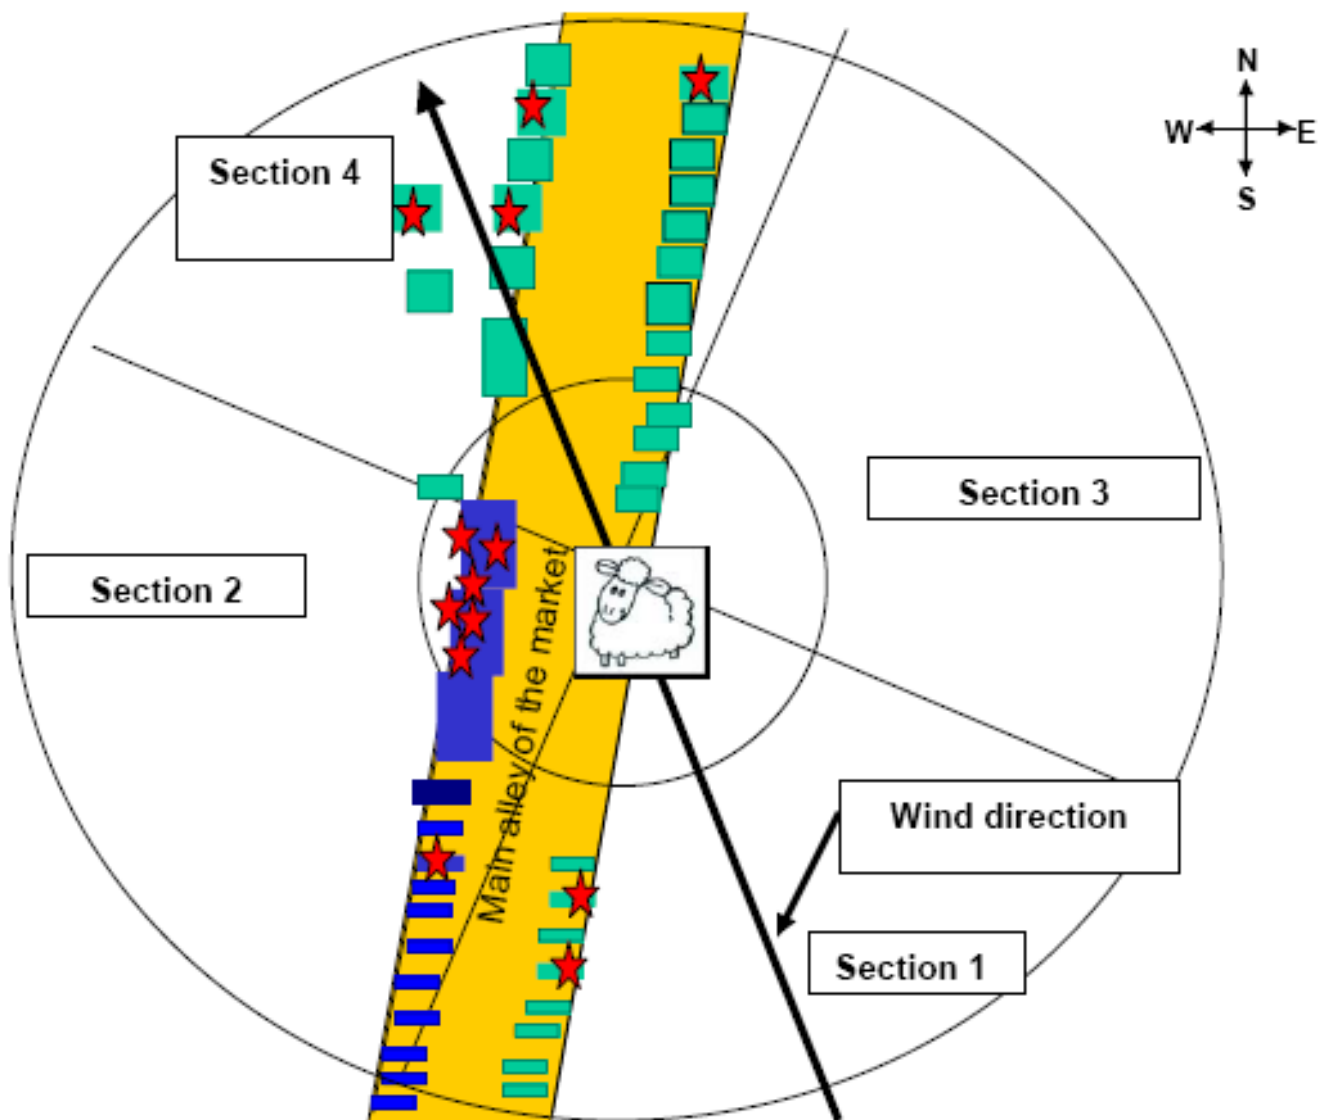 N
W E
S
Section 4
Section 3
Section 2
Main alley of the market
Wind direction
Section 1